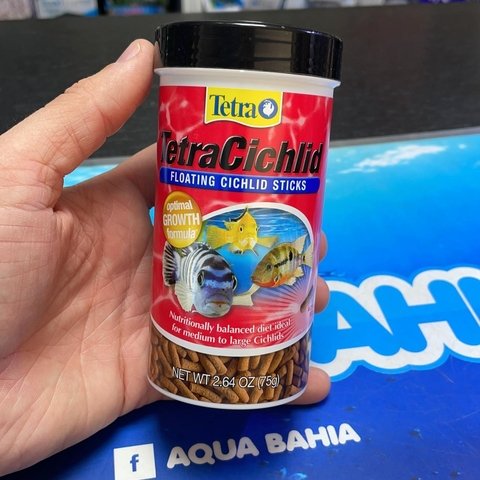 Tetra
TetraCichlid
FLOATING CICHLID STICKS
optimal
GROWTH
formula
Nutritionally balanced diet ideal
for medium to large Cichlids
NET WT 2.64 OZ (75g)
AHI
f AQUA BAHIA